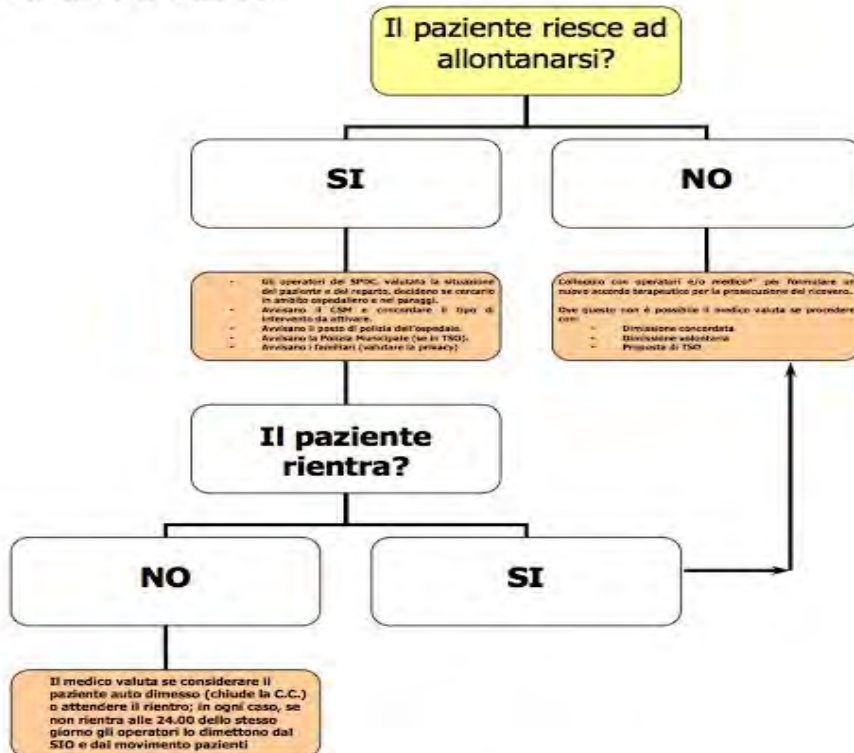 Il paziente riesce ad
allontanarsi?
SI
NO
- Gli operatori del SPDC, valutata la situazione
del paziente e del reparto, decidono se cercarlo
in ambito ospedaliero e nei paraggi.
- Avvisano il CSM e concordare il tipo di
intervento da attivare.
- Avvisano il posto di polizia dell'ospedale.
- Avvisano la Polizia Municipale (se in TSO).
- Avvisano i familiari (valutare la privacy)
Colloquio con operatori e/o medico per formulare un
nuovo accordo terapeutico per la prosecuzione del ricovero.
Ove questo non è possibile il medico valuta se procedere
con:
- Dimissione concordata
- Dimissione volontaria
- Proposta di TSO
Il paziente
rientra?
NO
SI
Il medico valuta se considerare il
paziente auto dimesso (chiude la C.C.)
o attendere il rientro; in ogni caso, se
non rientra alle 24.00 dello stesso
giorno gli operatori lo dimettono dal
SIO e dal movimento pazienti